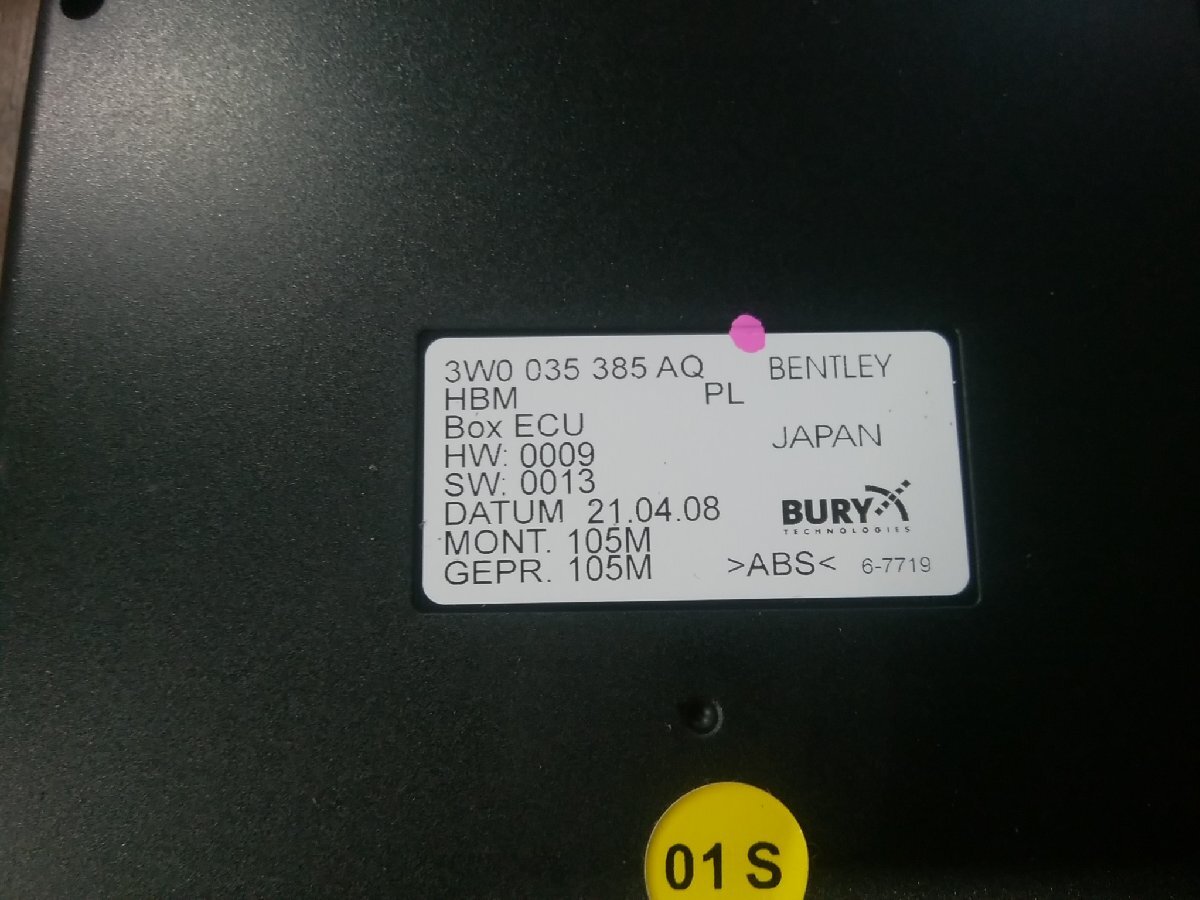 3W0 035 385 AQ BENTLEY
HBM PL
Box ECU JAPAN
HW: 0009
SW: 0013
DATUM 21.04.08 BURY
TECHNOLOGIES
MONT. 105M
GEPR. 105M >ABS< 6-7719
01 S